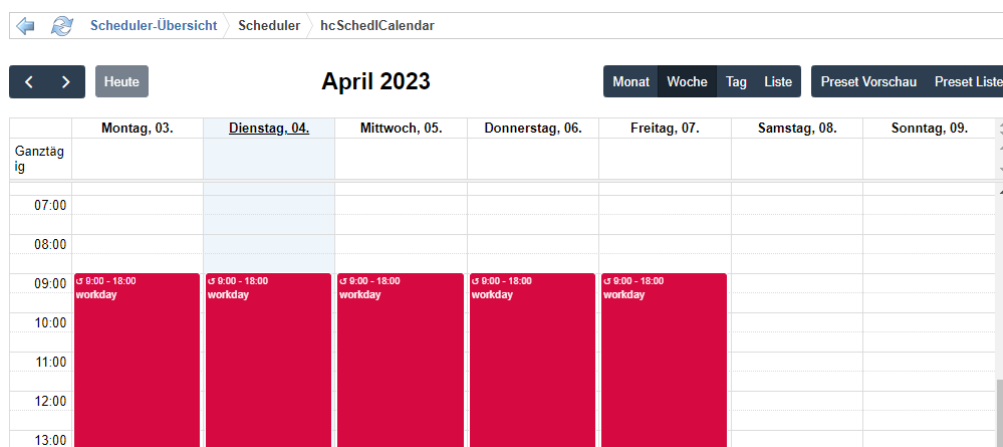 Scheduler-Übersicht Scheduler hcSchedlCalendar
Heute April 2023 Monat Woche Tag Liste Preset Vorschau Preset Liste
Montag, 03. Dienstag, 04. Mittwoch, 05. Donnerstag, 06. Freitag, 07. Samstag, 08. Sonntag, 09.
Ganztäg
ig
07:00
08:00
09:00 9:00 - 18:00 9:00 - 18:00 9:00 - 18:00 9:00 - 18:00 9:00 - 18:00
workday workday workday workday workday
10:00
11:00
12:00
13:00